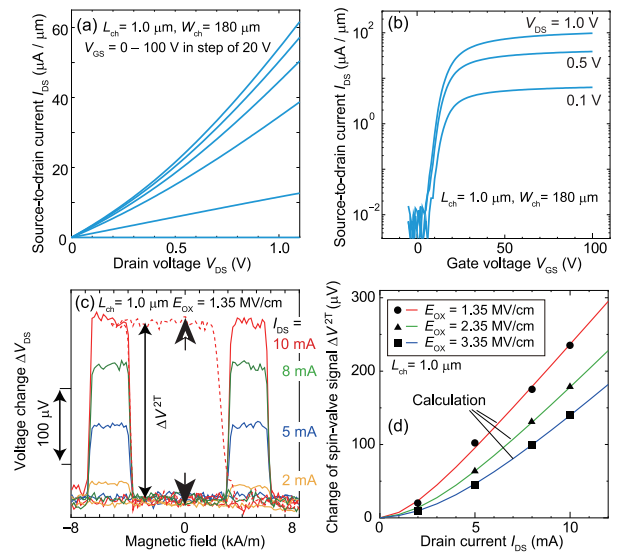 (a) L_ch = 1.0 μm, W_ch = 180 μm
V_GS = 0 – 100 V in step of 20 V
Source-to-drain current I_DS (μA / μm)
60
40
20
0
0 0.5 1.0
Drain voltage V_DS (V)
(b)
V_DS = 1.0 V
0.5 V
0.1 V
L_ch = 1.0 μm, W_ch = 180 μm
Source-to-drain current I_DS (μA / μm)
10^2
10^1
10^0
10^-2
0 50 100
Gate voltage V_GS (V)
(c) L_ch = 1.0 μm E_OX = 1.35 MV/cm
I_DS =
10 mA
8 mA
5 mA
2 mA
ΔV^2T
Voltage change ΔV_DS
100 μV
−8 −4 0 4 8
Magnetic field (kA/m)
E_OX = 1.35 MV/cm
E_OX = 2.35 MV/cm
E_OX = 3.35 MV/cm
L_ch = 1.0 μm
Calculation
(d)
Change of spin-valve signal ΔV^2T (μV)
300
200
100
0
0 5 10
Drain current I_DS (mA)